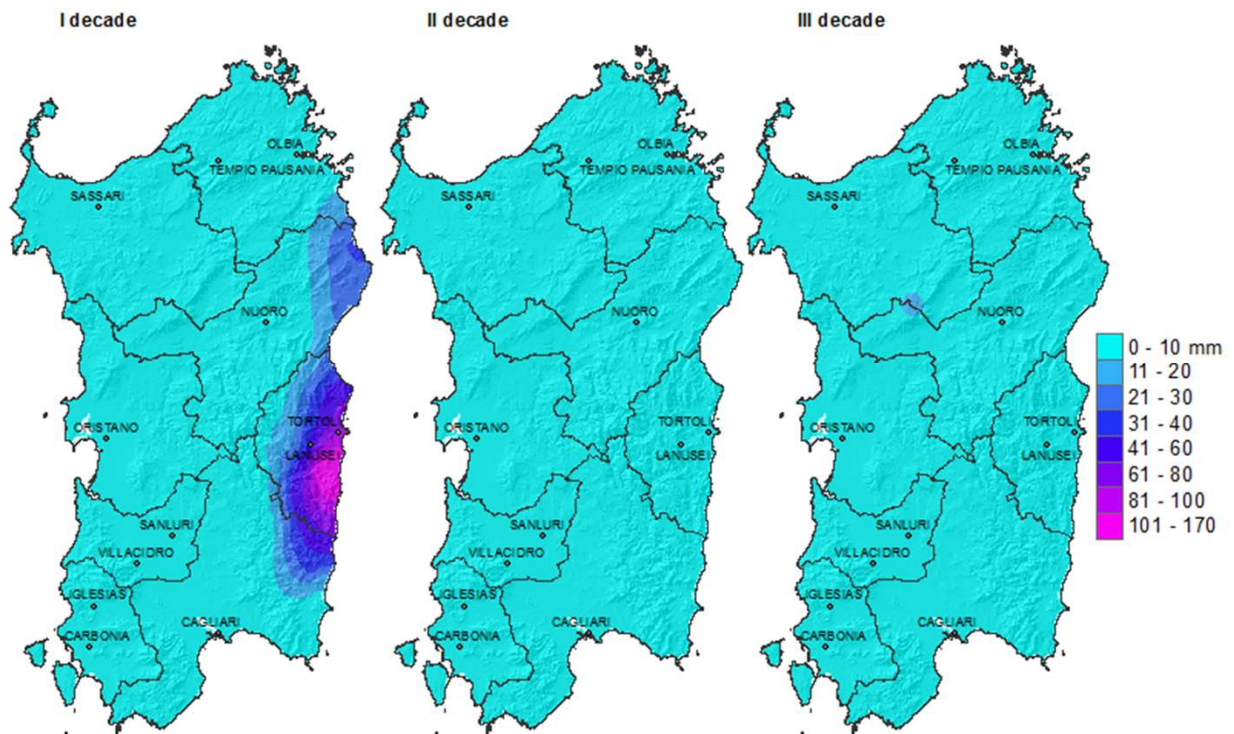 I decade
II decade
III decade
OLBIA
TEMPIO PAUSANIA
SASSARI
NUORO
TORTOLI
ORISTANO
LANUSEI
SANLURI
VILLACIDRO
IGLESIAS
CAGLIARI
CARBONIA
OLBIA
TEMPIO PAUSANIA
SASSARI
NUORO
TORTOLI
ORISTANO
LANUSEI
SANLURI
VILLACIDRO
IGLESIAS
CAGLIARI
CARBONIA
OLBIA
TEMPIO PAUSANIA
SASSARI
NUORO
TORTOLI
ORISTANO
LANUSEI
SANLURI
VILLACIDRO
IGLESIAS
CAGLIARI
CARBONIA
0 - 10 mm
11 - 20
21 - 30
31 - 40
41 - 60
61 - 80
81 - 100
101 - 170